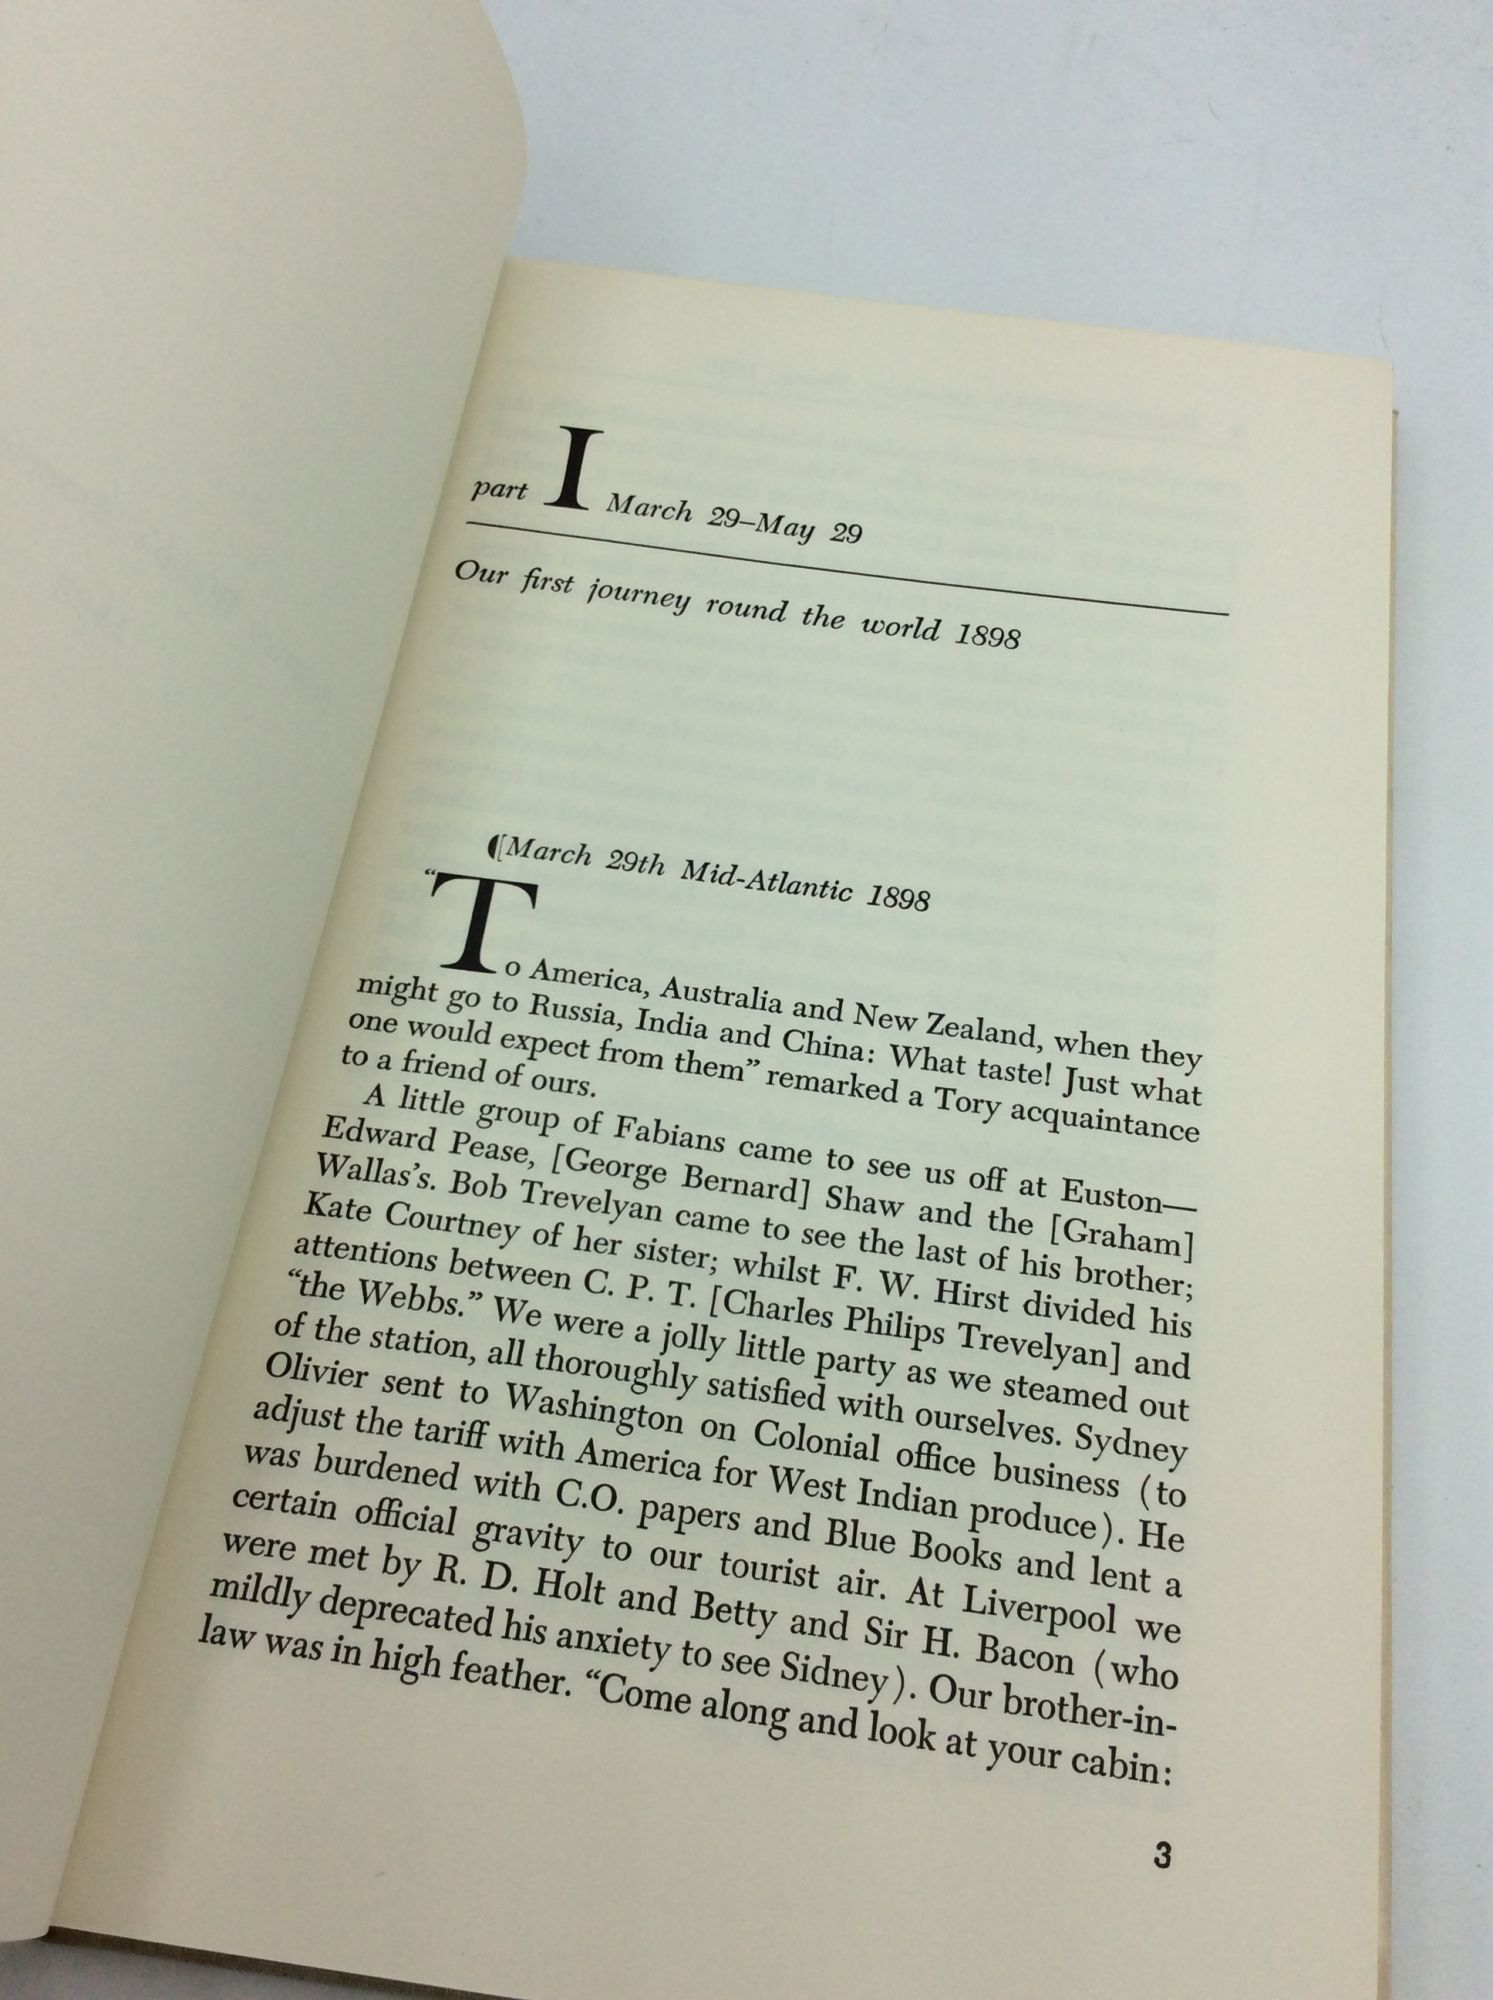 part I March 29–May 29
Our first journey round the world 1898
⁌[March 29th Mid-Atlantic 1898
“To America, Australia and New Zealand, when they
might go to Russia, India and China: What taste! Just what
one would expect from them” remarked a Tory acquaintance
to a friend of ours.
A little group of Fabians came to see us off at Euston—
Edward Pease, [George Bernard] Shaw and the [Graham]
Wallas’s. Bob Trevelyan came to see the last of his brother;
Kate Courtney of her sister; whilst F. W. Hirst divided his
attentions between C. P. T. [Charles Philips Trevelyan] and
“the Webbs.” We were a jolly little party as we steamed out
of the station, all thoroughly satisfied with ourselves. Sydney
Olivier sent to Washington on Colonial office business (to
adjust the tariff with America for West Indian produce). He
was burdened with C.O. papers and Blue Books and lent a
certain official gravity to our tourist air. At Liverpool we
were met by R. D. Holt and Betty and Sir H. Bacon (who
mildly deprecated his anxiety to see Sidney). Our brother-in-
law was in high feather. “Come along and look at your cabin:
3